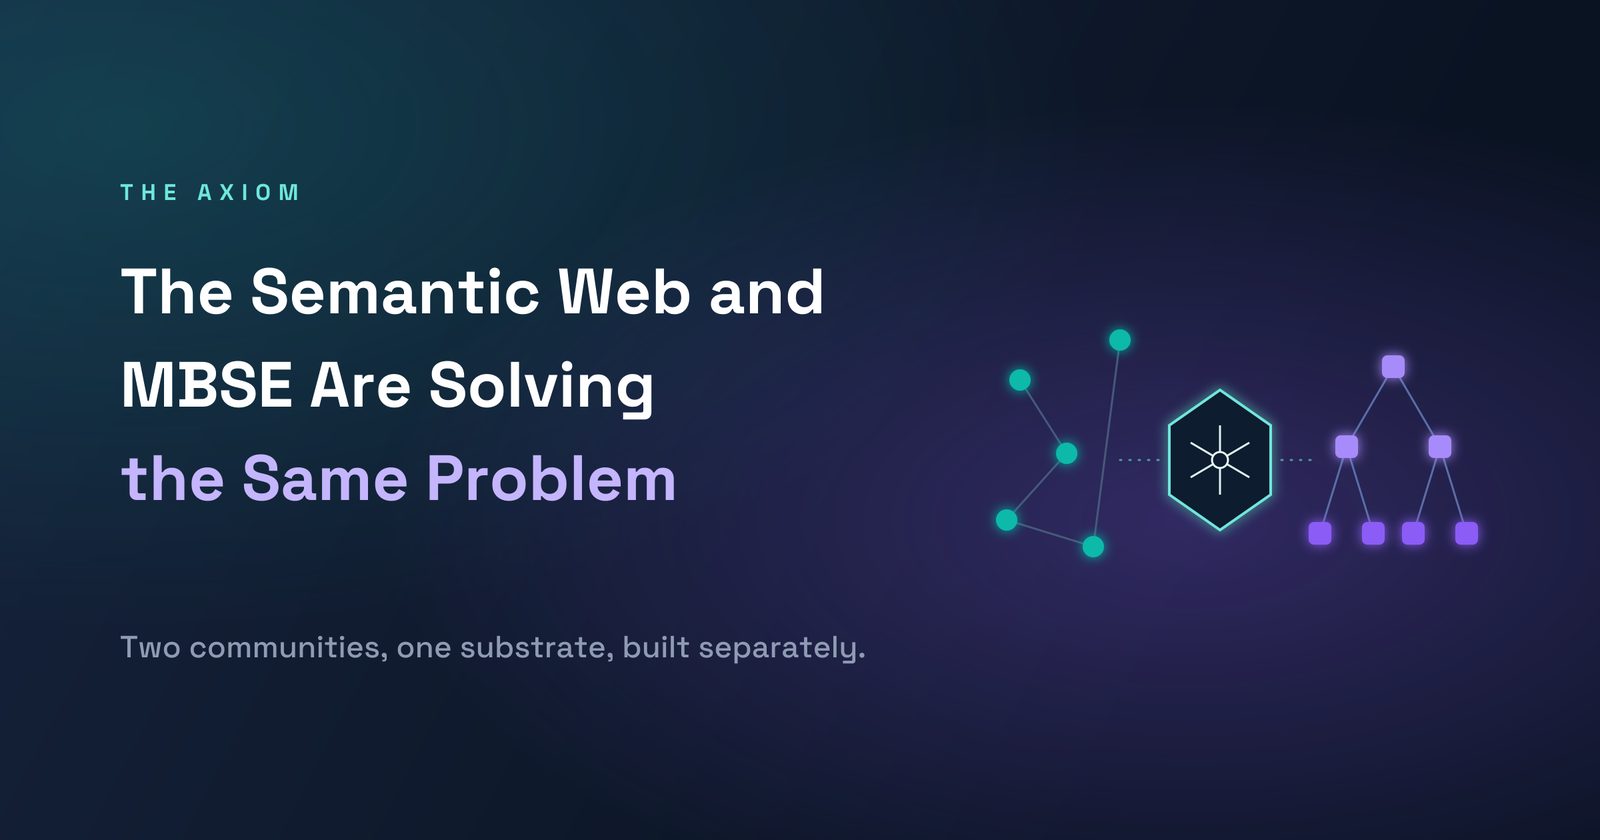 THE AXIOM
The Semantic Web and
MBSE Are Solving
the Same Problem
Two communities, one substrate, built separately.